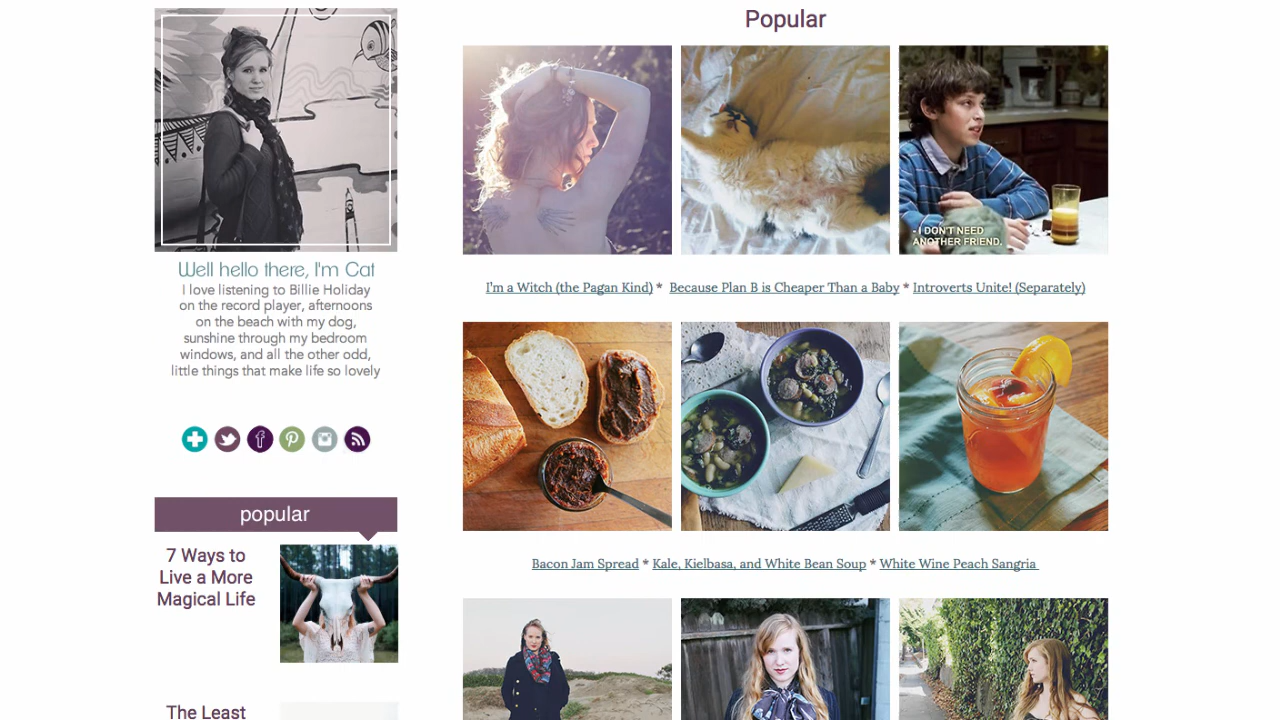 Popular
- I DON'T NEED
ANOTHER FRIEND.
Well hello there, I'm Cat
I love listening to Billie Holiday
on the record player, afternoons
on the beach with my dog,
sunshine through my bedroom
windows, and all the other odd,
little things that make life so lovely
I'm a Witch (the Pagan Kind) * Because Plan B is Cheaper Than a Baby * Introverts Unite! (Separately)
popular
7 Ways to
Live a More
Magical Life
Bacon Jam Spread * Kale, Kielbasa, and White Bean Soup * White Wine Peach Sangria
The Least